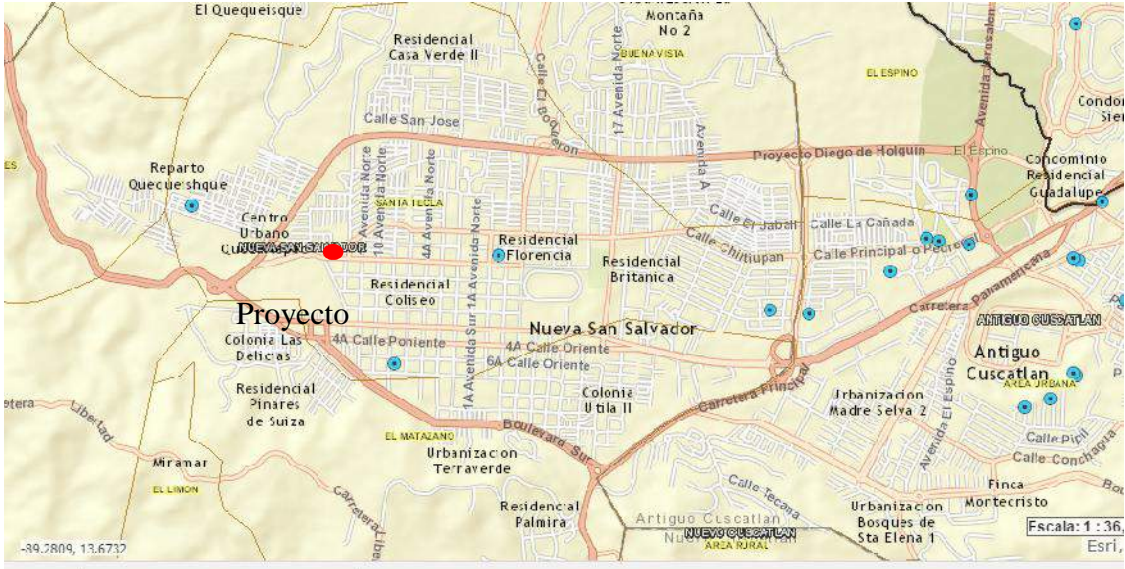 El Quequeisque
Montaña
No 2
Residencial
Casa Verde II
BUENAVISTA
EL ESPINO
Calle El Boqueron
17 Avenida Norte
Avenida Jerusalen
Calle San Jose
Avenida A
Proyecto Diego de Holguin
El Espino
Concominio
Residencial
Guadalupe
Reparto
Quequeishque
Avenida Norte
10 Avenida Norte
4A Avenida Norte
1A Avenida Norte
SANTA TECLA
Centro
Urbano
NUEVA SAN SALVADOR
Calle El Jabali
Calle La Cañada
Calle Chiltiupan
Calle Principal o Pedregal
Residencial
Florencia
Residencial
Britanica
Residencial
Coliseo
Carretera Panamericana
ANTIGUO CUSCATLAN
Proyecto
Nueva San Salvador
Colonia Las
Delicias
4A Calle Poniente
4A Calle Oriente
6A Calle Oriente
1A Avenida Sur
Antiguo
Cuscatlan
AREA URBANA
Residencial
Pinares
de Suiza
Colonia
Utila II
Carretera Principal
Urbanizacion
Madre Selva 2
Avenida El Espino
Libertad
EL MATAZANO
Boulevard Sur
Calle Pipil
Calle Conchagua
Miramar
EL LIMON
Urbanizacion
Terraverde
Calle Tecana
Finca
Montecristo
Carretera
Residencial
Palmira
Antiguo Cuscatlan
NUEVO CUSCATLAN
AREA RURAL
Urbanizacion
Bosques de
Sta Elena 1
Escala: 1 : 36,
Esri,
-89.2809, 13.6732